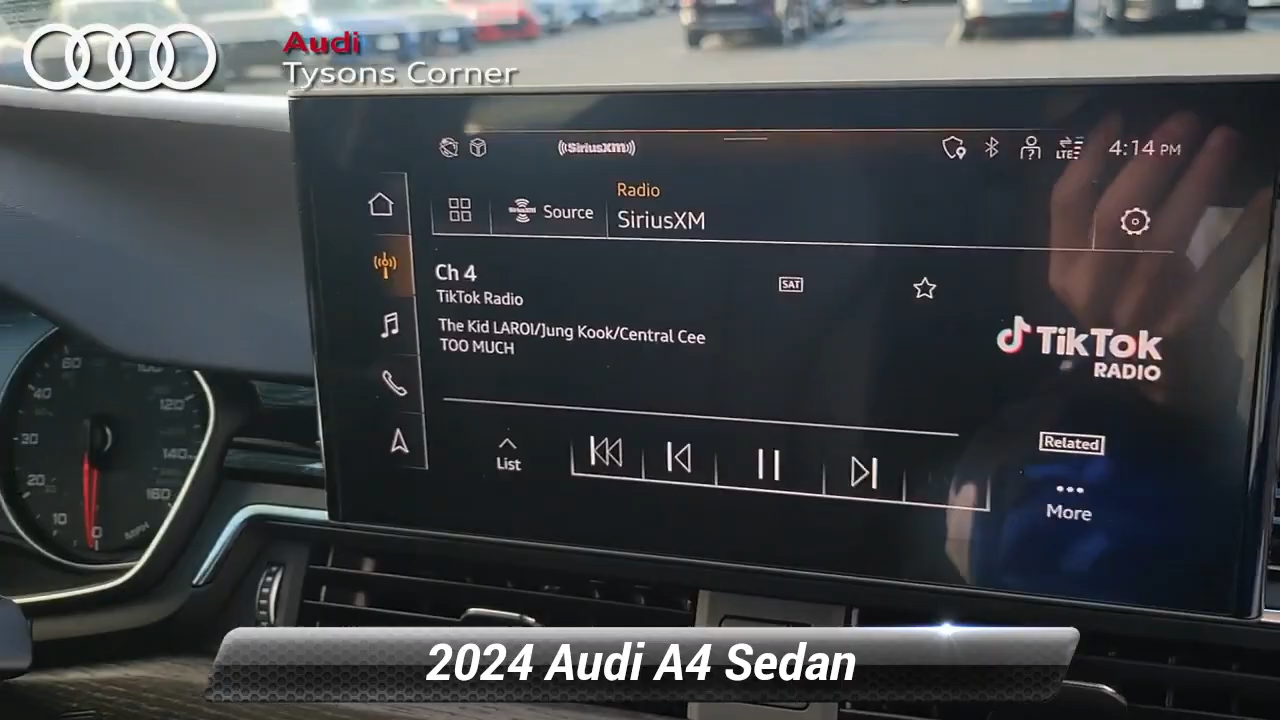 Audi
Tysons Corner
SiriusXM
LTE
4:14 PM
Radio
SiriusXM
Source
SiriusXM
Ch 4
SAT
TikTok Radio
The Kid LAROI/Jung Kook/Central Cee
TOO MUCH
TikTok
RADIO
List
Related
More
60
100
40
120
30
140
20
160
10
0
MPH
2024 Audi A4 Sedan